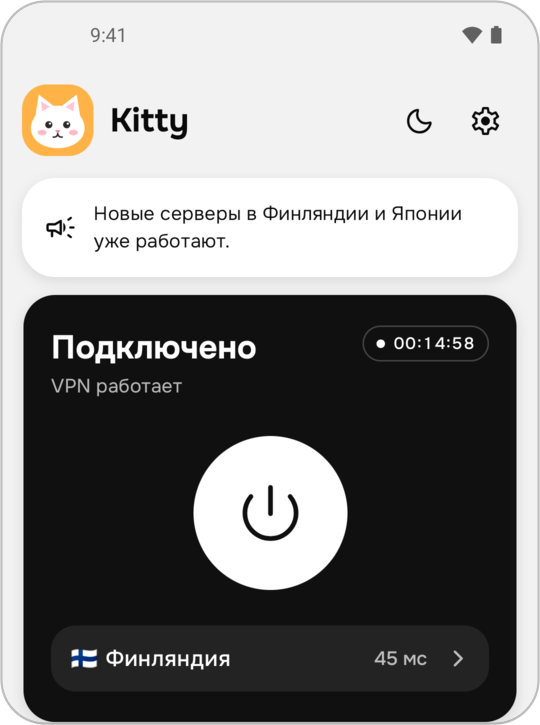 9:41
Kitty
Новые серверы в Финляндии и Японии
уже работают.
Подключено
00:14:58
VPN работает
Финляндия
45 мс